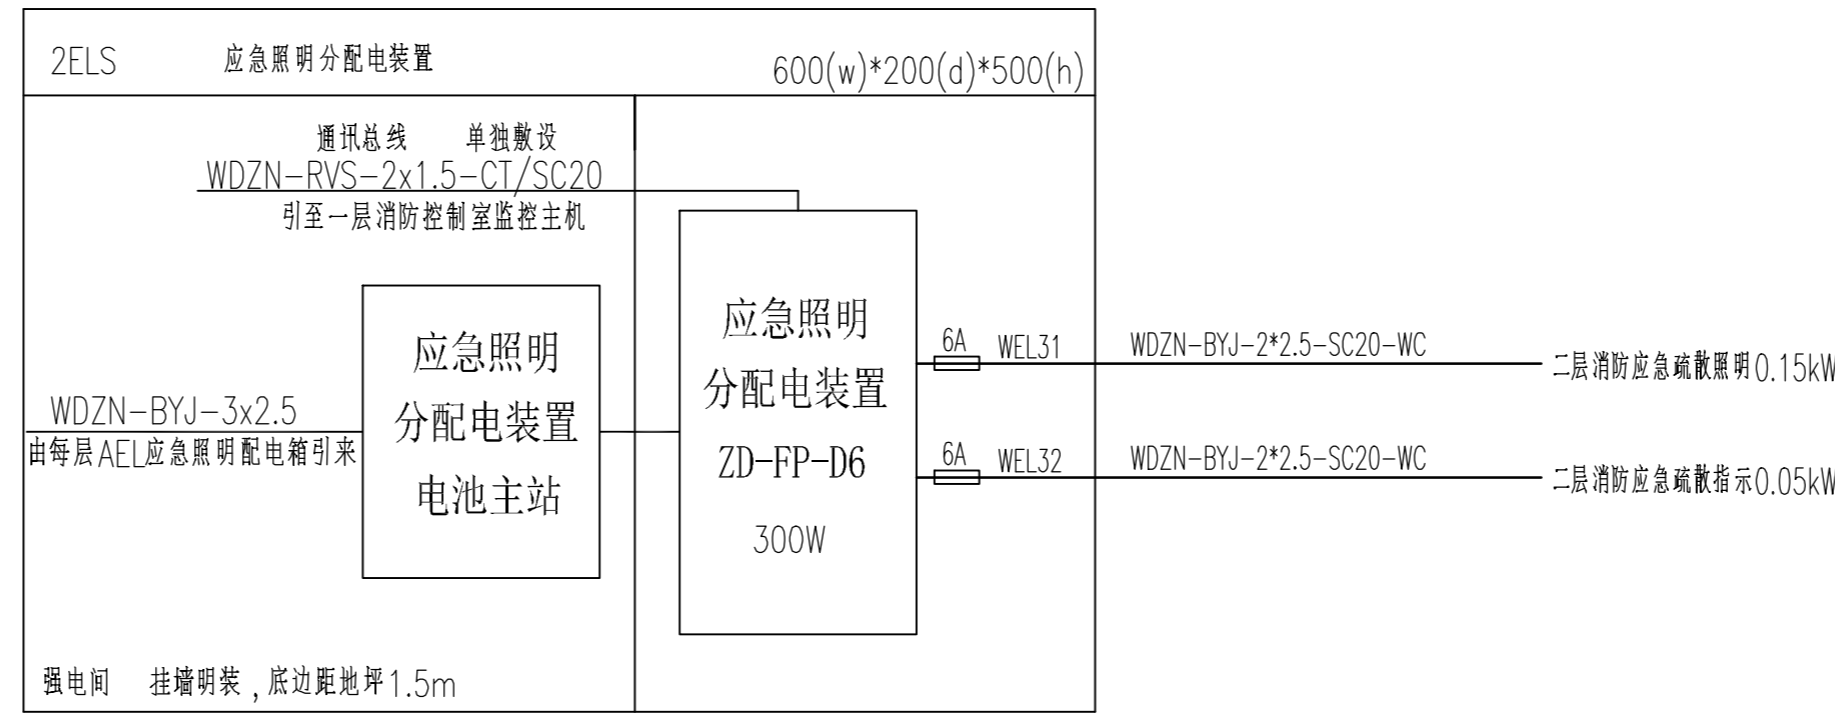 2ELS 应急照明分配电装置 600(w)*200(d)*500(h)
通讯总线 单独敷设
WDZN-RVS-2x1.5-CT/SC20
引至一层消防控制室监控主机
应急照明
分配电装置
电池主站
WDZN-BYJ-3x2.5
由每层AEL应急照明配电箱引来
应急照明
分配电装置
ZD-FP-D6
300W
6A WEL31 WDZN-BYJ-2*2.5-SC20-WC 二层消防应急疏散照明0.15kW
6A WEL32 WDZN-BYJ-2*2.5-SC20-WC 二层消防应急疏散指示0.05kW
强电间 挂墙明装,底边距地坪1.5m